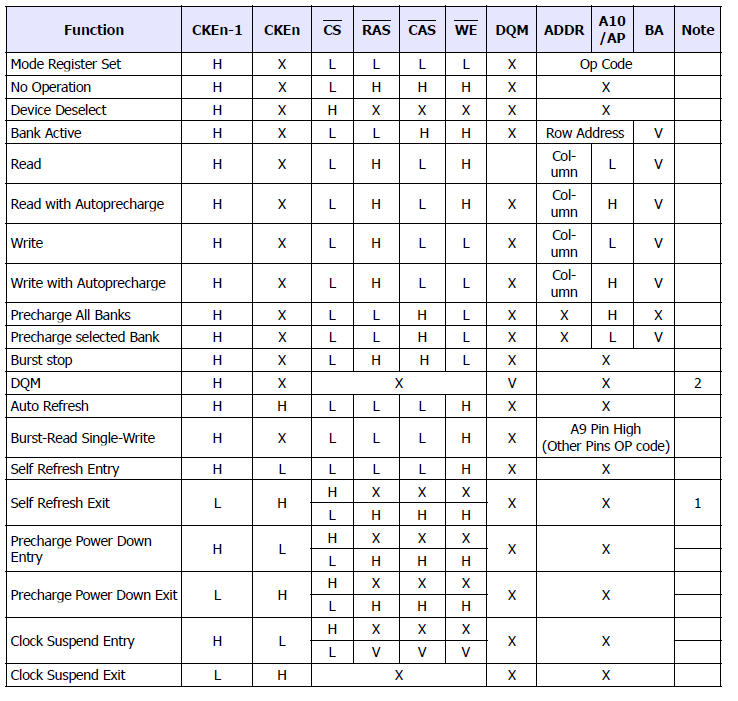 Function CKEn-1 CKEn CS RAS CAS WE DQM ADDR A10 /AP BA Note
Mode Register Set H X L L L L X Op Code
No Operation H X L H H H X X
Device Deselect H X H X X X X X
Bank Active H X L L H H X Row Address V
Read H X L H L H Col- umn L V
Read with Autoprecharge H X L H L H X Col- umn H V
Write H X L H L L X Col- umn L V
Write with Autoprecharge H X L H L L X Col- umn H V
Precharge All Banks H X L L H L X X H X
Precharge selected Bank H X L L H L X X L V
Burst stop H X L H H L X X
DQM H X X V X 2
Auto Refresh H H L L L H X X
Burst-Read Single-Write H X L L L H X A9 Pin High
(Other Pins OP code)
Self Refresh Entry H L L L L H X X
Self Refresh Exit L H H X X X X X 1
L H H H
Precharge Power Down
Entry H L H X X X X X
L H H H
Precharge Power Down Exit L H H X X X X X
L H H H
Clock Suspend Entry H L H X X X X X
L V V V
Clock Suspend Exit L H X X X